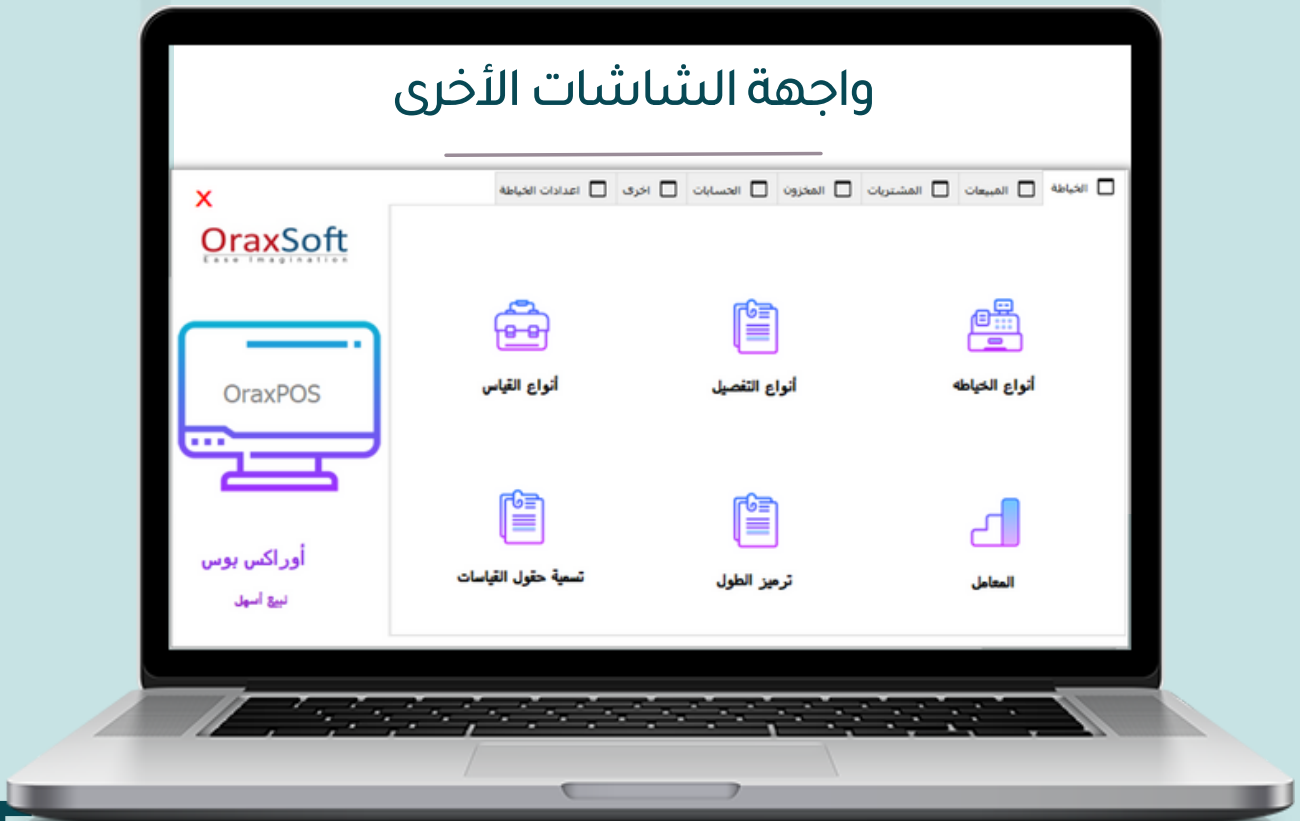 واجهة الشاشات الأخرى
الخياطة
المبيعات
المشتريات
المخزون
الحسابات
اخرى
اعدادات الخياطة
X
OraxSoft
Ease Imagination
OraxPOS
أوراكس بوس
لبيع أسهل
أنواع الخياطه
أنواع التفصيل
أنواع القياس
المعامل
ترميز الطول
تسمية حقول القياسات